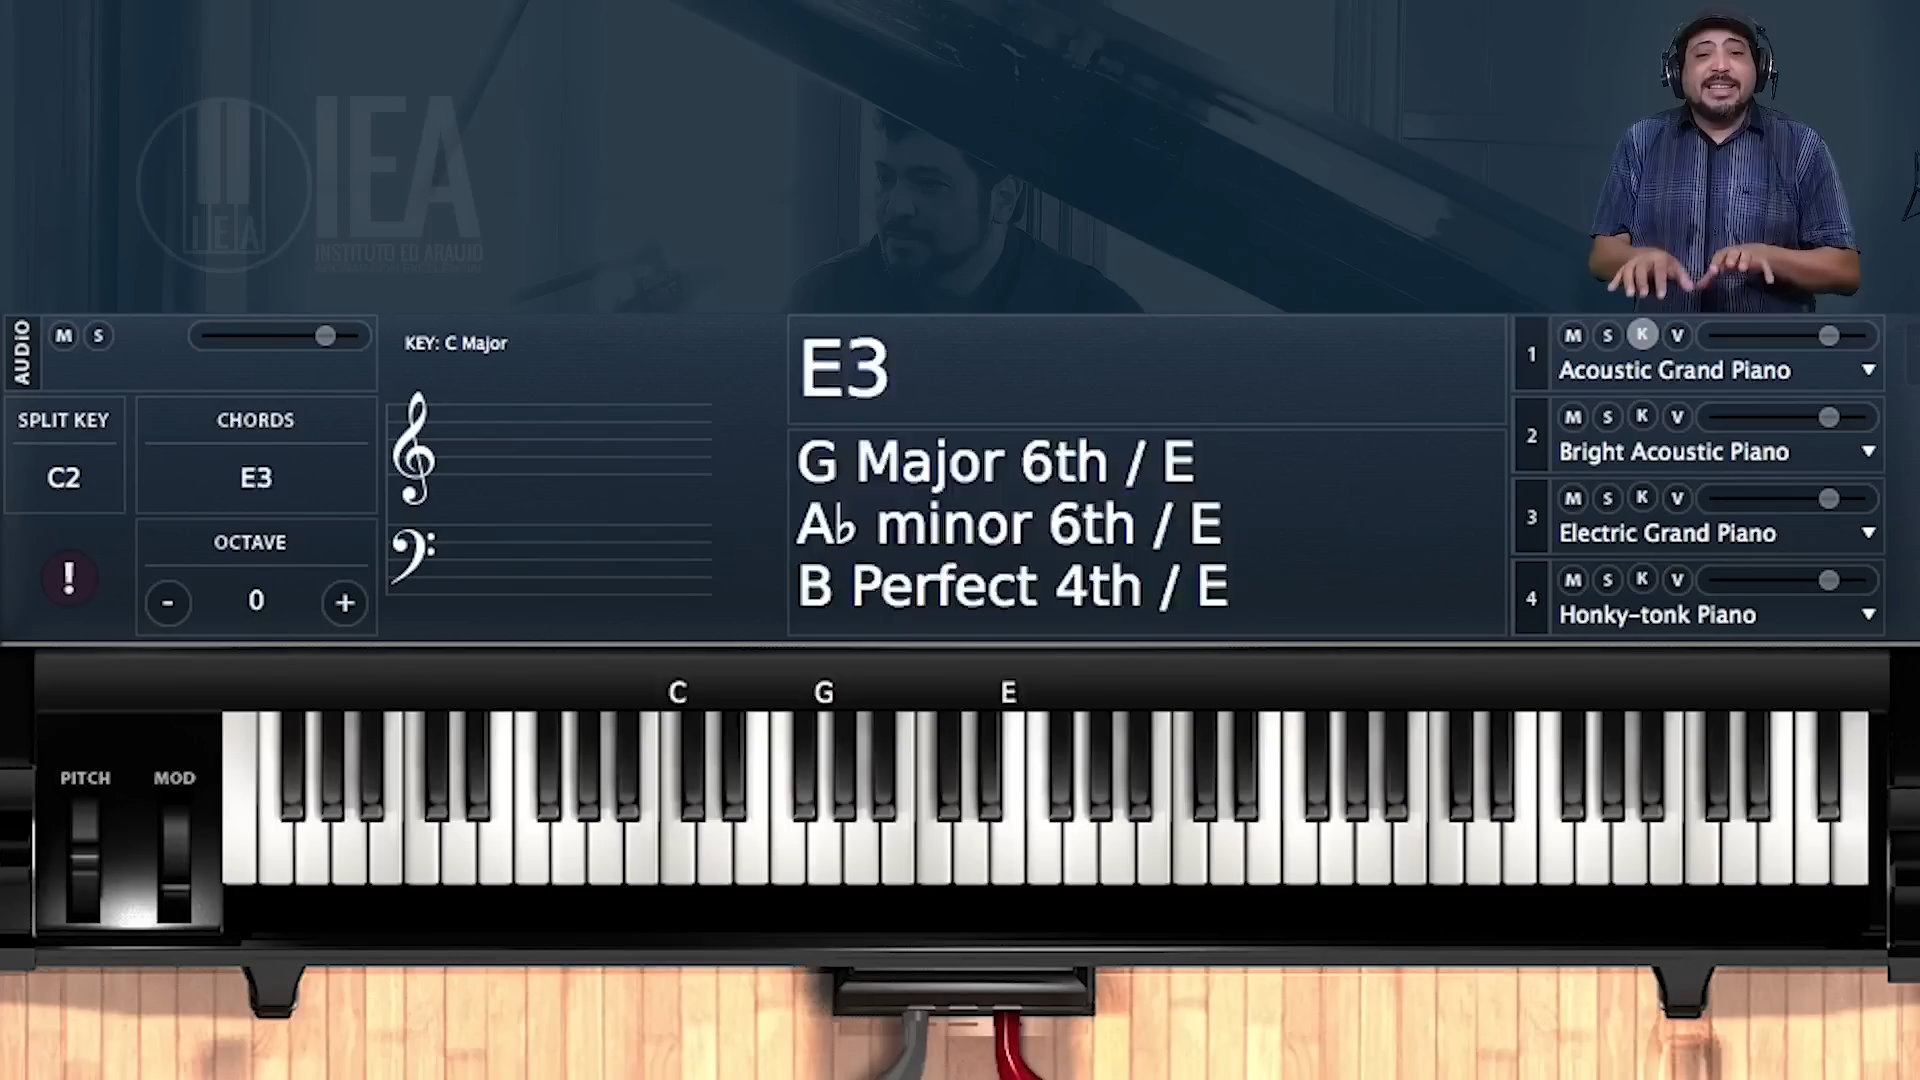 IEA
IEA
INSTITUTO ED ARAUJO
AUDIO
M S
KEY: C Major
SPLIT KEY
C2
CHORDS
E3
OCTAVE
- 0 +
!
E3
G Major 6th / E
A♭ minor 6th / E
B Perfect 4th / E
1 M S K V
Acoustic Grand Piano
2 M S K V
Bright Acoustic Piano
3 M S K V
Electric Grand Piano
4 M S K V
Honky-tonk Piano
C G E
PITCH MOD